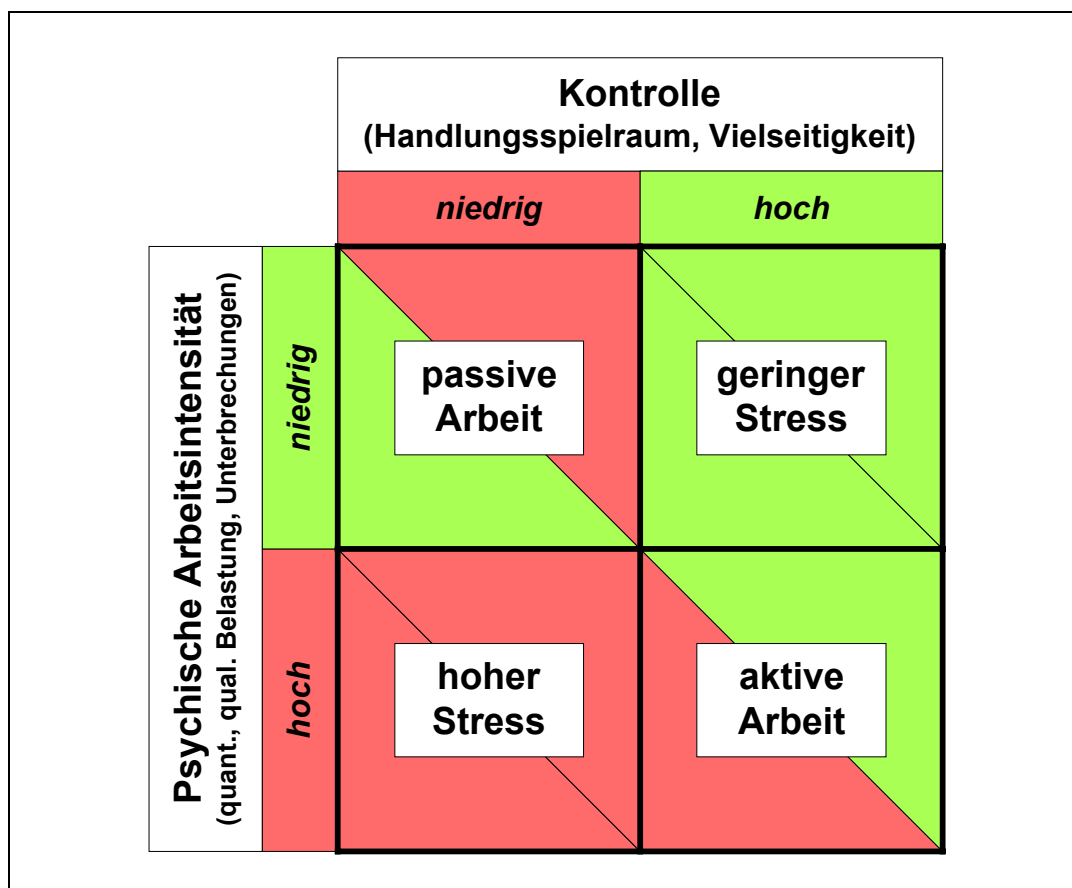 Kontrolle
(Handlungsspielraum, Vielseitigkeit)
niedrig
hoch
Psychische Arbeitsintensität
(quant., qual. Belastung, Unterbrechungen)
niedrig
passive
Arbeit
geringer
Stress
hoch
hoher
Stress
aktive
Arbeit